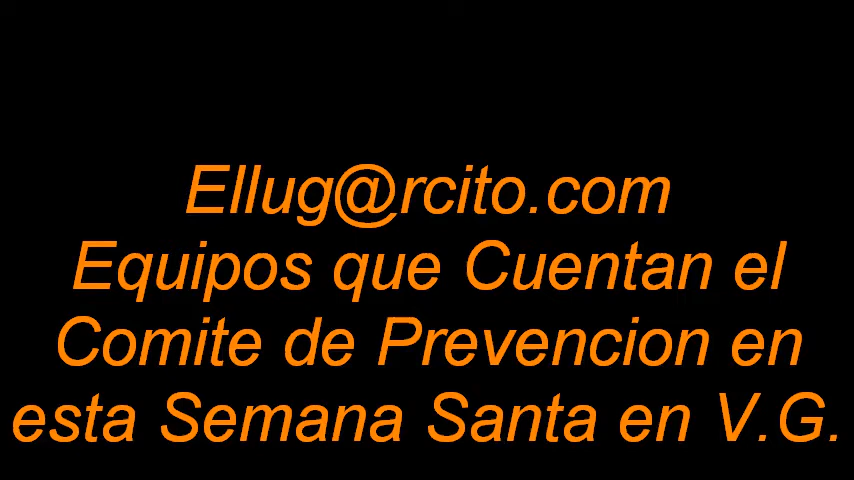 Ellug@rcito.com
Equipos que Cuentan el
Comite de Prevencion en
esta Semana Santa en V.G.